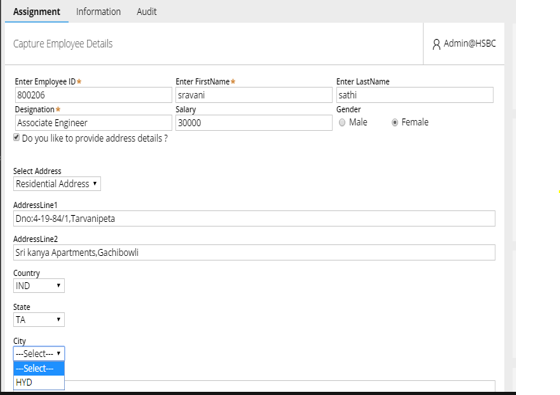 Assignment Information Audit
Capture Employee Details Admin@HSBC
Enter Employee ID* Enter FirstName* Enter LastName
800206 sravani sathi
Designation* Salary Gender
Associate Engineer 30000 Male Female
Do you like to provide address details ?
Select Address
Residential Address
AddressLine1
Dno:4-19-84/1,Tarvanipeta
AddressLine2
Sri kanya Apartments,Gachibowli
Country
IND
State
TA
City
---Select---
---Select---
HYD